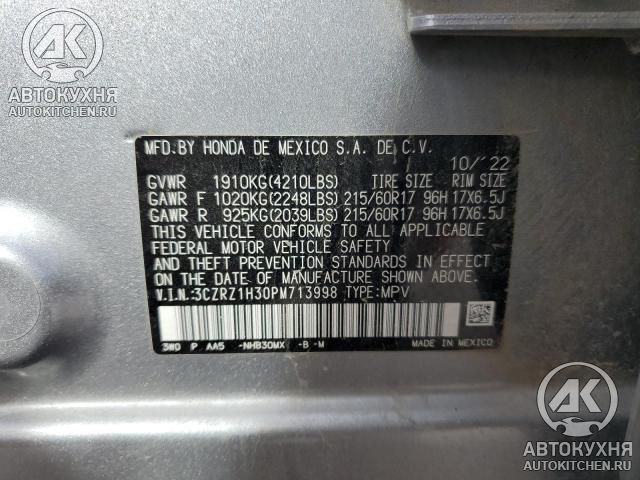 AK
АВТОКУХНЯ
AUTOKITCHEN.RU
MFD.BY HONDA DE MEXICO S.A. DE C.V.
10/'22
GVWR 1910KG(4210LBS) TIRE SIZE RIM SIZE
GAWR F 1020KG(2248LBS) 215/60R17 96H 17X6.5J
GAWR R 925KG(2039LBS) 215/60R17 96H 17X6.5J
THIS VEHICLE CONFORMS TO ALL APPLICABLE
FEDERAL MOTOR VEHICLE SAFETY
AND THEFT PREVENTION STANDARDS IN EFFECT
ON THE DATE OF MANUFACTURE SHOWN ABOVE.
V.I.N.:3CZRZ1H30PM713998 TYPE:MPV
3W0 P AA5 -NHB30MX -B -M MADE IN MEXICO
AK
АВТОКУХНЯ
AUTOKITCHEN.RU